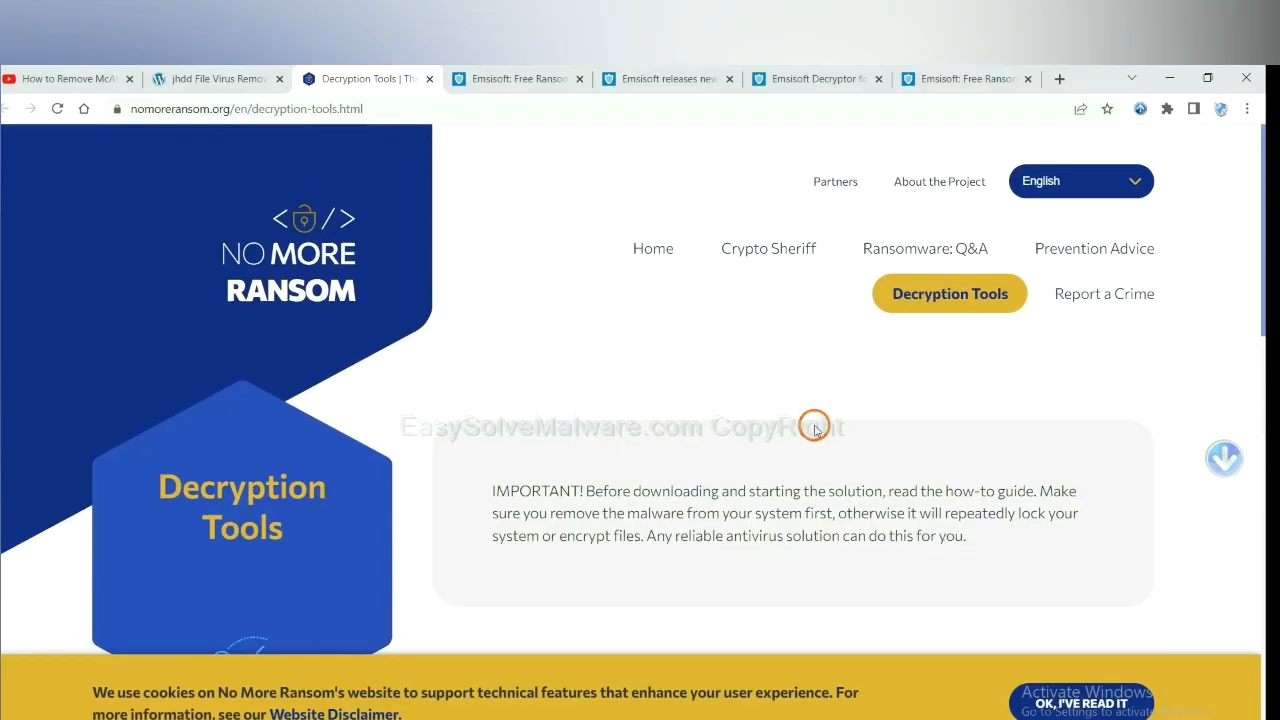 How to Remove McA
jhdd File Virus Remov
Decryption Tools | Th
Emsisoft: Free Ranson
Emsisoft releases new
Emsisoft Decryptor fo
Emsisoft: Free Ranson
nomoreransom.org/en/decryption-tools.html
Partners
About the Project
English
</>
NO MORE
RANSOM
Home
Crypto Sheriff
Ransomware: Q&A
Prevention Advice
Decryption Tools
Report a Crime
EasySolveMalware.com CopyRight
Decryption
Tools
IMPORTANT! Before downloading and starting the solution, read the how-to guide. Make
sure you remove the malware from your system first, otherwise it will repeatedly lock your
system or encrypt files. Any reliable antivirus solution can do this for you.
We use cookies on No More Ransom's website to support technical features that enhance your user experience. For
more information, see our Website Disclaimer.
OK, I'VE READ IT
Activate Windows
Go to Settings to activate